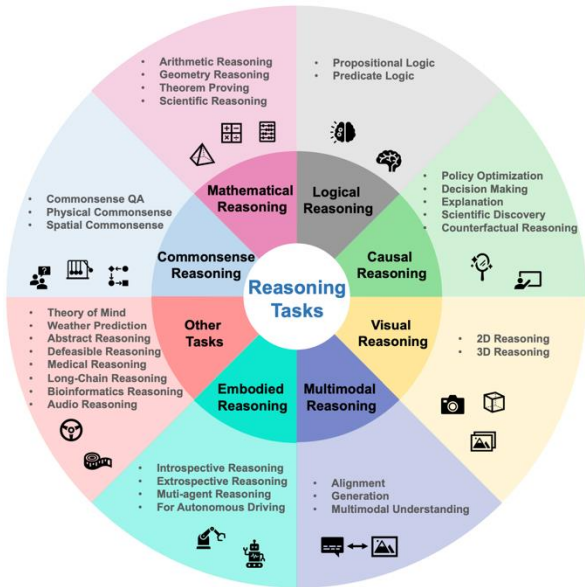 Reasoning
Tasks
Mathematical
Reasoning
• Arithmetic Reasoning
• Geometry Reasoning
• Theorem Proving
• Scientific Reasoning
Logical
Reasoning
• Propositional Logic
• Predicate Logic
Causal
Reasoning
• Policy Optimization
• Decision Making
• Explanation
• Scientific Discovery
• Counterfactual Reasoning
Visual
Reasoning
• 2D Reasoning
• 3D Reasoning
Multimodal
Reasoning
• Alignment
• Generation
• Multimodal Understanding
Embodied
Reasoning
• Introspective Reasoning
• Extrospective Reasoning
• Muti-agent Reasoning
• For Autonomous Driving
Other
Tasks
• Theory of Mind
• Weather Prediction
• Abstract Reasoning
• Defeasible Reasoning
• Medical Reasoning
• Long-Chain Reasoning
• Bioinformatics Reasoning
• Audio Reasoning
Commonsense
Reasoning
• Commonsense QA
• Physical Commonsense
• Spatial Commonsense